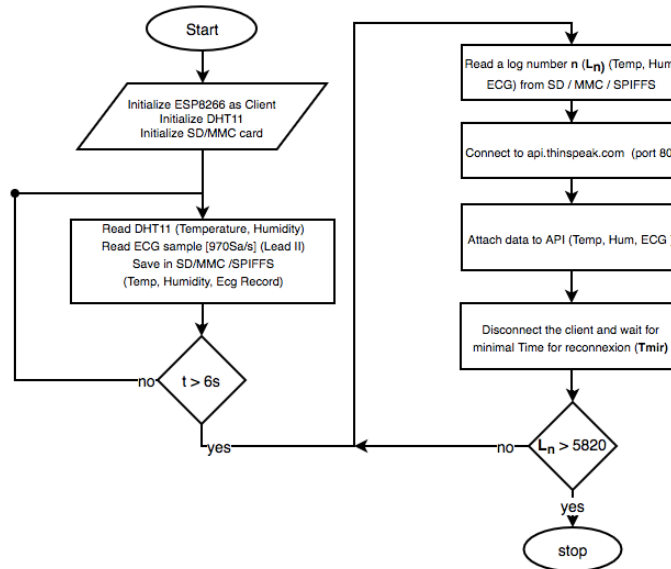 Start
Initialize ESP8266 as Client
Initialize DHT11
Initialize SD/MMC card
Read DHT11 (Temperature, Humidity)
Read ECG sample [970Sa/s] (Lead II)
Save in SD/MMC /SPIFFS
(Temp, Humidity, Ecg Record)
t > 6s
no
yes
Read a log number n (Ln) (Temp, Hum
ECG) from SD / MMC / SPIFFS
Connect to api.thinspeak.com (port 80
Attach data to API (Temp, Hum, ECG )
Disconnect the client and wait for
minimal Time for reconnexion (Tmir)
Ln > 5820
no
yes
stop